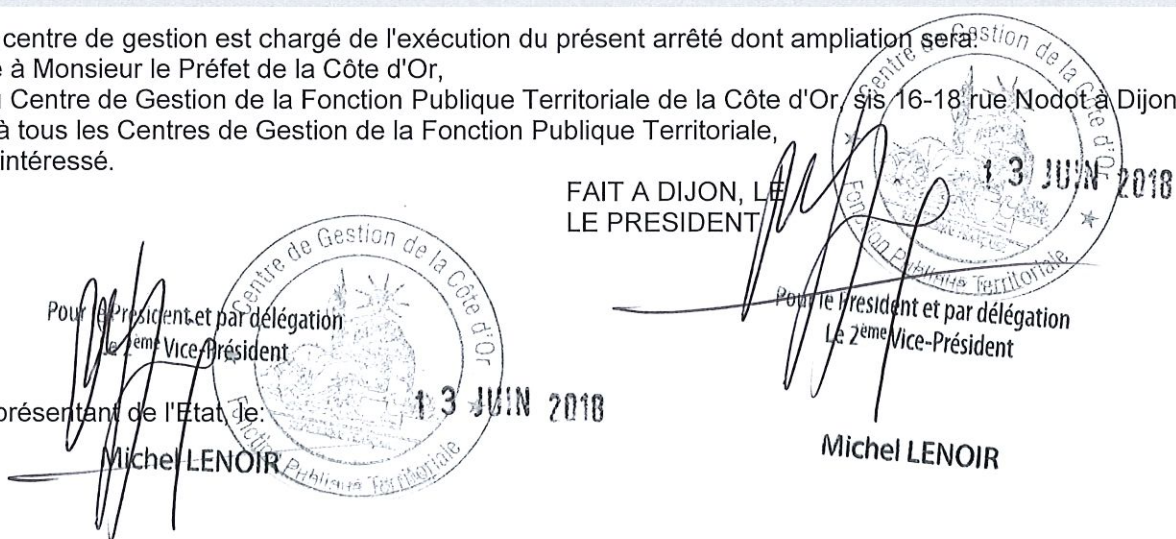 centre de gestion est chargé de l'exécution du présent arrêté dont ampliation sera:
à Monsieur le Préfet de la Côte d'Or,
Centre de Gestion de la Fonction Publique Territoriale de la Côte d'Or, sis 16-18 rue Nodot à Dijon
à tous les Centres de Gestion de la Fonction Publique Territoriale,
intéressé.
Centre de Gestion de la Côte d'Or
Fonction Publique Territoriale
13 JUIN 2018
FAIT A DIJON, LE
LE PRESIDENT
Pour le Président et par délégation
Le 2ème Vice-Président
Michel LENOIR
Centre de Gestion de la Côte d'Or
Fonction Publique Territoriale
Pour le Président et par délégation
le 2ème Vice-Président
présentant de l'Etat, le:
13 JUIN 2018
Michel LENOIR